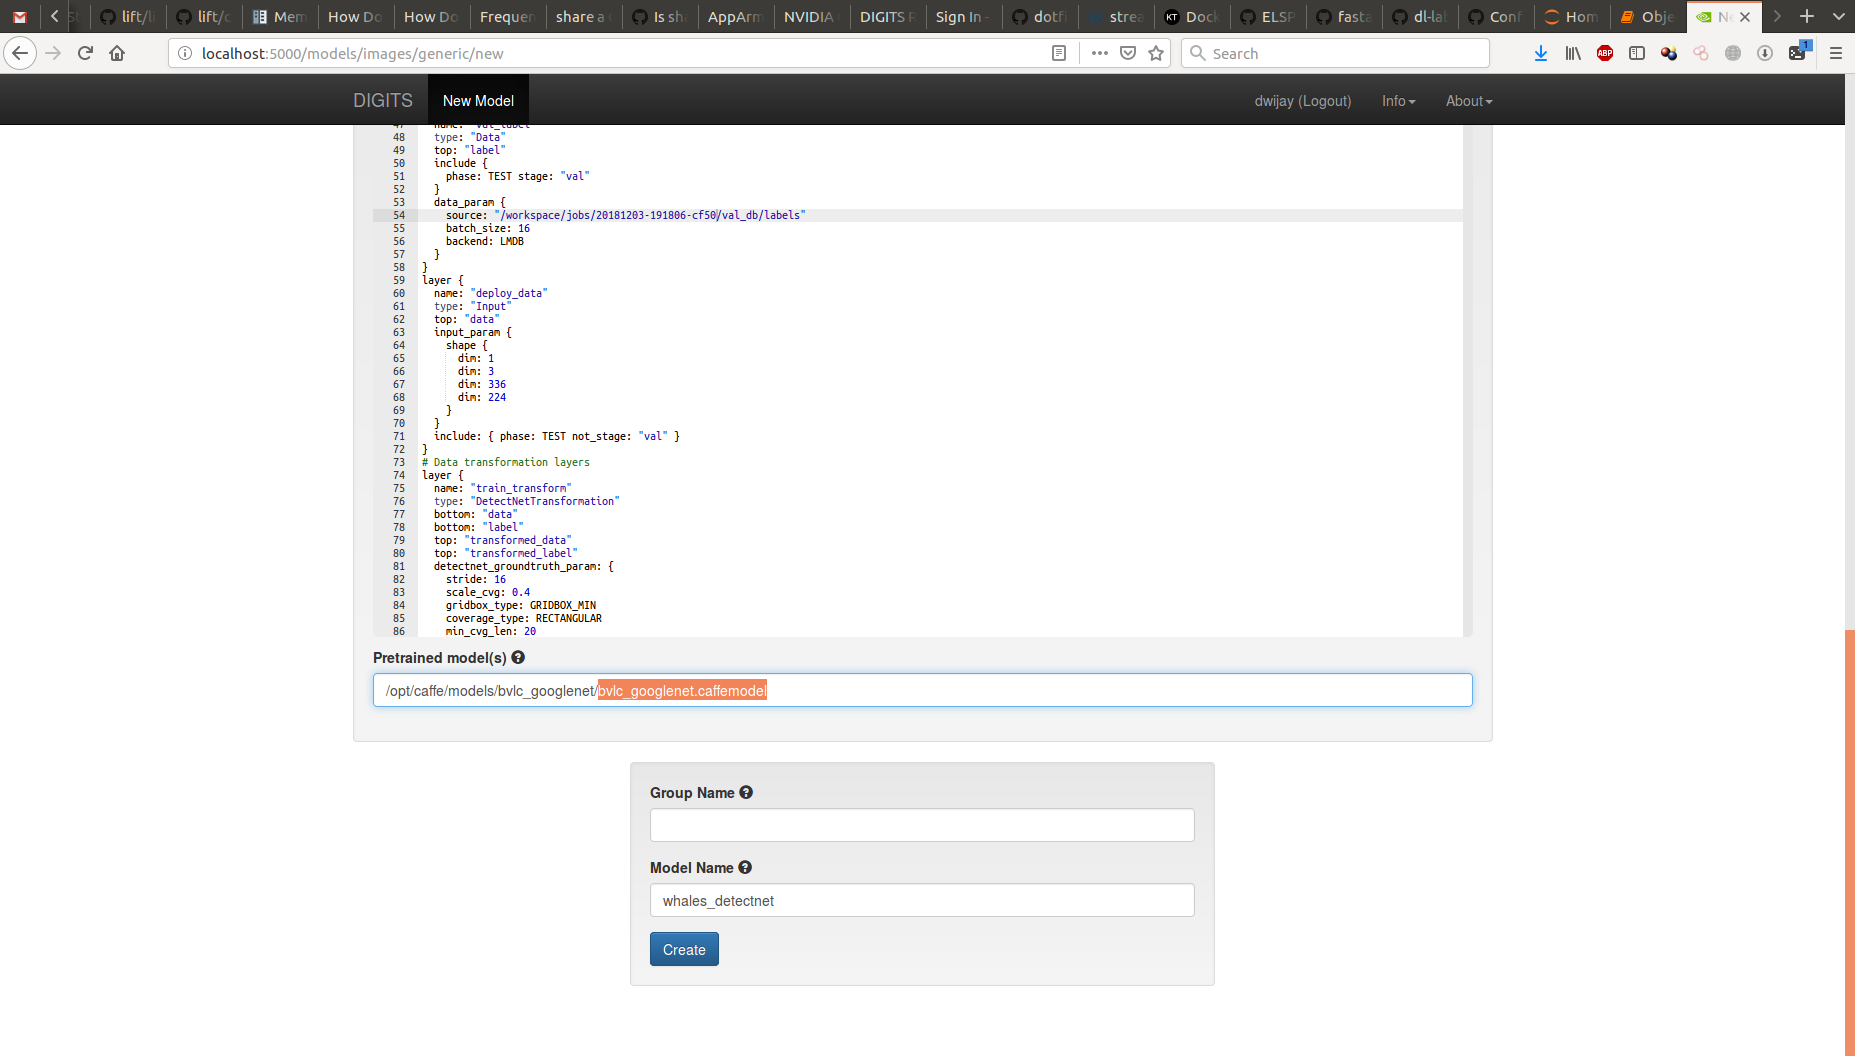 lift/l
lift/c
Mem
How Do
How Do
Frequen
share a
Is sh
AppArm
NVIDIA
DIGITS R
Sign In -
dotfi
strea
KT Dock
ELSP
fasta
dl-lab
Conf
Hom
Obje
localhost:5000/models/images/generic/new
Search
ABP
1
DIGITS
New Model
dwijay (Logout)
Info
About
47 name: "val_label"
48 type: "Data"
49 top: "label"
50 include {
51 phase: TEST stage: "val"
52 }
53 data_param {
54 source: "/workspace/jobs/20181203-191806-cf50/val_db/labels"
55 batch_size: 16
56 backend: LMDB
57 }
58 }
59 layer {
60 name: "deploy_data"
61 type: "Input"
62 top: "data"
63 input_param {
64 shape {
65 dim: 1
66 dim: 3
67 dim: 336
68 dim: 224
69 }
70 }
71 include: { phase: TEST not_stage: "val" }
72 }
73 # Data transformation layers
74 layer {
75 name: "train_transform"
76 type: "DetectNetTransformation"
77 bottom: "data"
78 bottom: "label"
79 top: "transformed_data"
80 top: "transformed_label"
81 detectnet_groundtruth_param: {
82 stride: 16
83 scale_cvg: 0.4
84 gridbox_type: GRIDBOX_MIN
85 coverage_type: RECTANGULAR
86 min_cvg_len: 20
Pretrained model(s)
/opt/caffe/models/bvlc_googlenet/bvlc_googlenet.caffemodel
Group Name
Model Name
whales_detectnet
Create